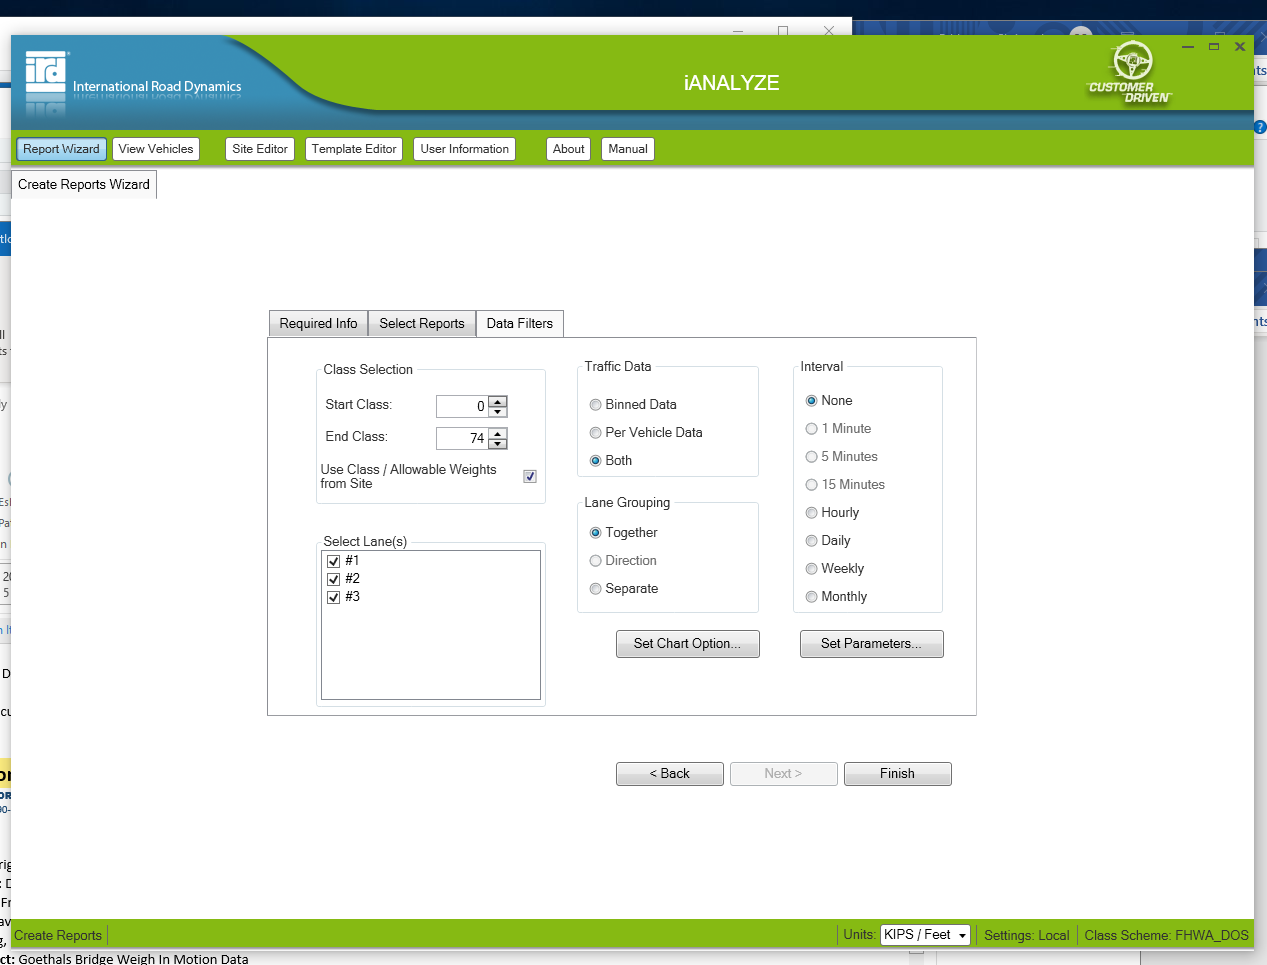 ird
International Road Dynamics
iANALYZE
CUSTOMER
DRIVEN
Report Wizard
View Vehicles
Site Editor
Template Editor
User Information
About
Manual
Create Reports Wizard
Required Info
Select Reports
Data Filters
Class Selection
Start Class: 0
End Class: 74
Use Class / Allowable Weights
from Site
Select Lane(s)
#1
#2
#3
Traffic Data
Binned Data
Per Vehicle Data
Both
Lane Grouping
Together
Direction
Separate
Interval
None
1 Minute
5 Minutes
15 Minutes
Hourly
Daily
Weekly
Monthly
Set Chart Option...
Set Parameters...
< Back
Next >
Finish
Create Reports
Units: KIPS / Feet
Settings: Local
Class Scheme: FHWA_DOS
ct: Goethals Bridge Weigh In Motion Data